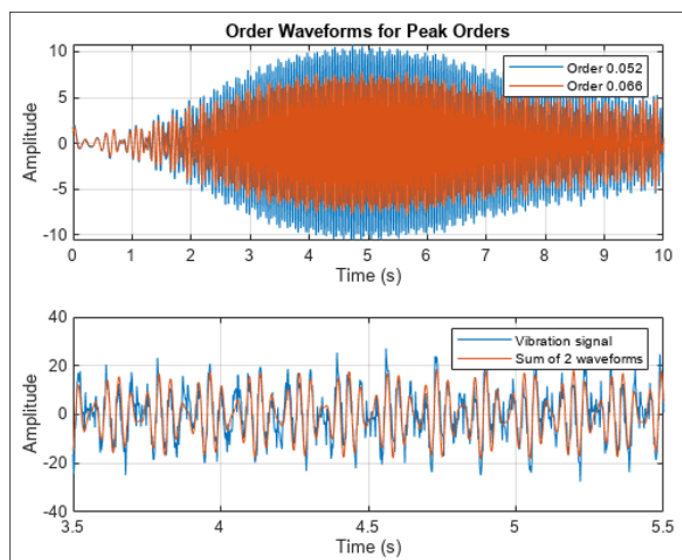 Order Waveforms for Peak Orders
10
5
0
-5
-10
Amplitude
Order 0.052
Order 0.066
0 1 2 3 4 5 6 7 8 9 10
Time (s)
40
20
0
-20
-40
Amplitude
Vibration signal
Sum of 2 waveforms
3.5 4 4.5 5 5.5
Time (s)